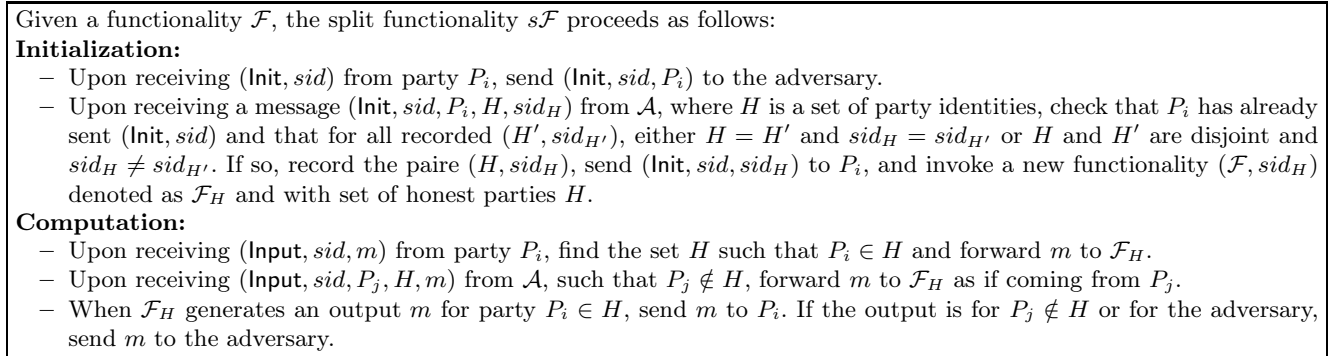 Given a functionality ℱ, the split functionality sℱ proceeds as follows:
Initialization:
– Upon receiving (Init, sid) from party P_i, send (Init, sid, P_i) to the adversary.
– Upon receiving a message (Init, sid, P_i, H, sid_H) from 𝒜, where H is a set of party identities, check that P_i has already
sent (Init, sid) and that for all recorded (H′, sid_{H′}), either H = H′ and sid_H = sid_{H′} or H and H′ are disjoint and
sid_H ≠ sid_{H′}. If so, record the paire (H, sid_H), send (Init, sid, sid_H) to P_i, and invoke a new functionality (ℱ, sid_H)
denoted as ℱ_H and with set of honest parties H.
Computation:
– Upon receiving (Input, sid, m) from party P_i, find the set H such that P_i ∈ H and forward m to ℱ_H.
– Upon receiving (Input, sid, P_j, H, m) from 𝒜, such that P_j ∉ H, forward m to ℱ_H as if coming from P_j.
– When ℱ_H generates an output m for party P_i ∈ H, send m to P_i. If the output is for P_j ∉ H or for the adversary,
send m to the adversary.